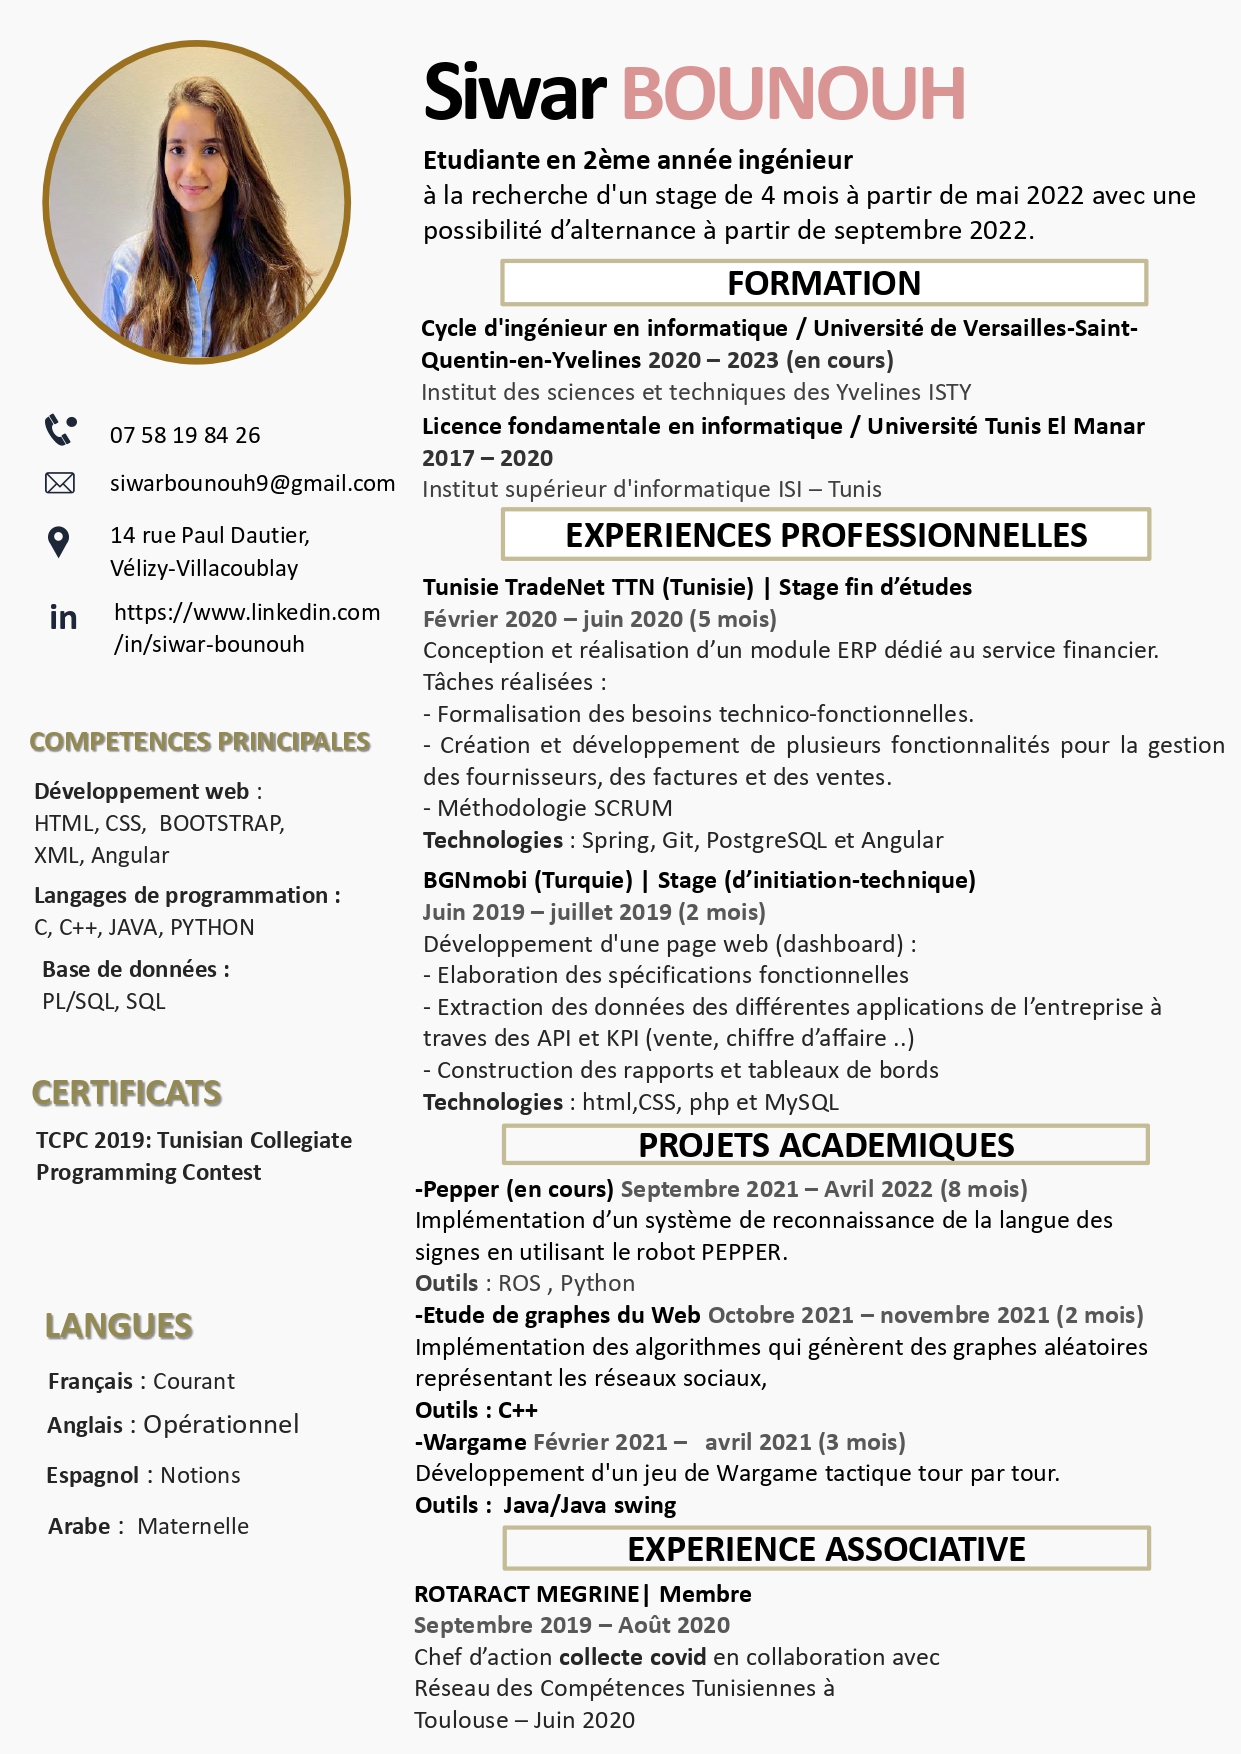 Siwar BOUNOUH
Etudiante en 2ème année ingénieur
à la recherche d'un stage de 4 mois à partir de mai 2022 avec une
possibilité d’alternance à partir de septembre 2022.
07 58 19 84 26
siwarbounouh9@gmail.com
14 rue Paul Dautier,
Vélizy-Villacoublay
in
https://www.linkedin.com
/in/siwar-bounouh
COMPETENCES PRINCIPALES
Développement web :
HTML, CSS,  BOOTSTRAP,
XML, Angular
Langages de programmation :
C, C++, JAVA, PYTHON
Base de données :
PL/SQL, SQL
CERTIFICATS
TCPC 2019: Tunisian Collegiate
Programming Contest
LANGUES
Français : Courant
Anglais : Opérationnel
Espagnol : Notions
Arabe :  Maternelle
FORMATION
Cycle d'ingénieur en informatique / Université de Versailles-Saint-
Quentin-en-Yvelines 2020 – 2023 (en cours)
Institut des sciences et techniques des Yvelines ISTY
Licence fondamentale en informatique / Université Tunis El Manar
2017 – 2020
Institut supérieur d'informatique ISI – Tunis
EXPERIENCES PROFESSIONNELLES
Tunisie TradeNet TTN (Tunisie) | Stage fin d’études
Février 2020 – juin 2020 (5 mois)
Conception et réalisation d’un module ERP dédié au service financier.
Tâches réalisées :
- Formalisation des besoins technico-fonctionnelles.
- Création et développement de plusieurs fonctionnalités pour la gestion
des fournisseurs, des factures et des ventes.
- Méthodologie SCRUM
Technologies : Spring, Git, PostgreSQL et Angular
BGNmobi (Turquie) | Stage (d’initiation-technique)
Juin 2019 – juillet 2019 (2 mois)
Développement d'une page web (dashboard) :
- Elaboration des spécifications fonctionnelles
- Extraction des données des différentes applications de l’entreprise à
traves des API et KPI (vente, chiffre d’affaire ..)
- Construction des rapports et tableaux de bords
Technologies : html,CSS, php et MySQL
PROJETS ACADEMIQUES
-Pepper (en cours) Septembre 2021 – Avril 2022 (8 mois)
Implémentation d’un système de reconnaissance de la langue des
signes en utilisant le robot PEPPER.
Outils : ROS , Python
-Etude de graphes du Web Octobre 2021 – novembre 2021 (2 mois)
Implémentation des algorithmes qui génèrent des graphes aléatoires
représentant les réseaux sociaux,
Outils : C++
-Wargame Février 2021 –   avril 2021 (3 mois)
Développement d'un jeu de Wargame tactique tour par tour.
Outils :  Java/Java swing
EXPERIENCE ASSOCIATIVE
ROTARACT MEGRINE| Membre
Septembre 2019 – Août 2020
Chef d’action collecte covid en collaboration avec
Réseau des Compétences Tunisiennes à
Toulouse – Juin 2020